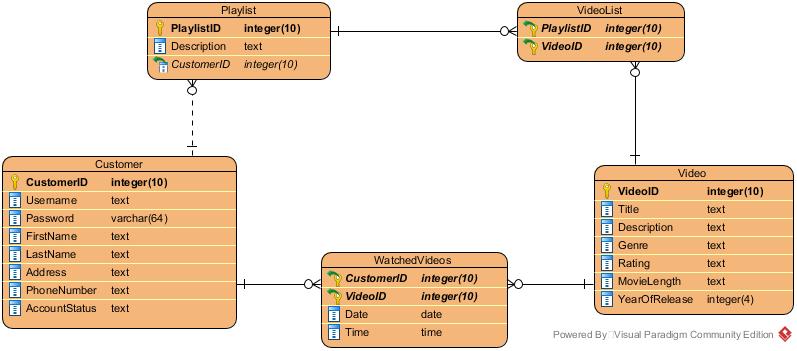 Playlist
PlaylistID integer(10)
Description text
CustomerID integer(10)
VideoList
PlaylistID integer(10)
VideoID integer(10)
Customer
CustomerID integer(10)
Username text
Password varchar(64)
FirstName text
LastName text
Address text
PhoneNumber text
AccountStatus text
WatchedVideos
CustomerID integer(10)
VideoID integer(10)
Date date
Time time
Video
VideoID integer(10)
Title text
Description text
Genre text
Rating text
MovieLength text
YearOfRelease integer(4)
Powered By Visual Paradigm Community Edition